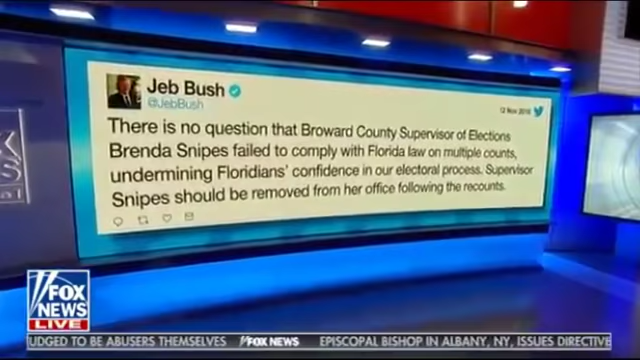 Jeb Bush
@JebBush
12 Nov 2018
There is no question that Broward County Supervisor of Elections
Brenda Snipes failed to comply with Florida law on multiple counts,
undermining Floridians' confidence in our electoral process. Supervisor
Snipes should be removed from her office following the recounts.
FOX
NEWS
LIVE
UDGED TO BE ABUSERS THEMSELVES FOX NEWS EPISCOPAL BISHOP IN ALBANY, NY, ISSUES DIRECTIVE